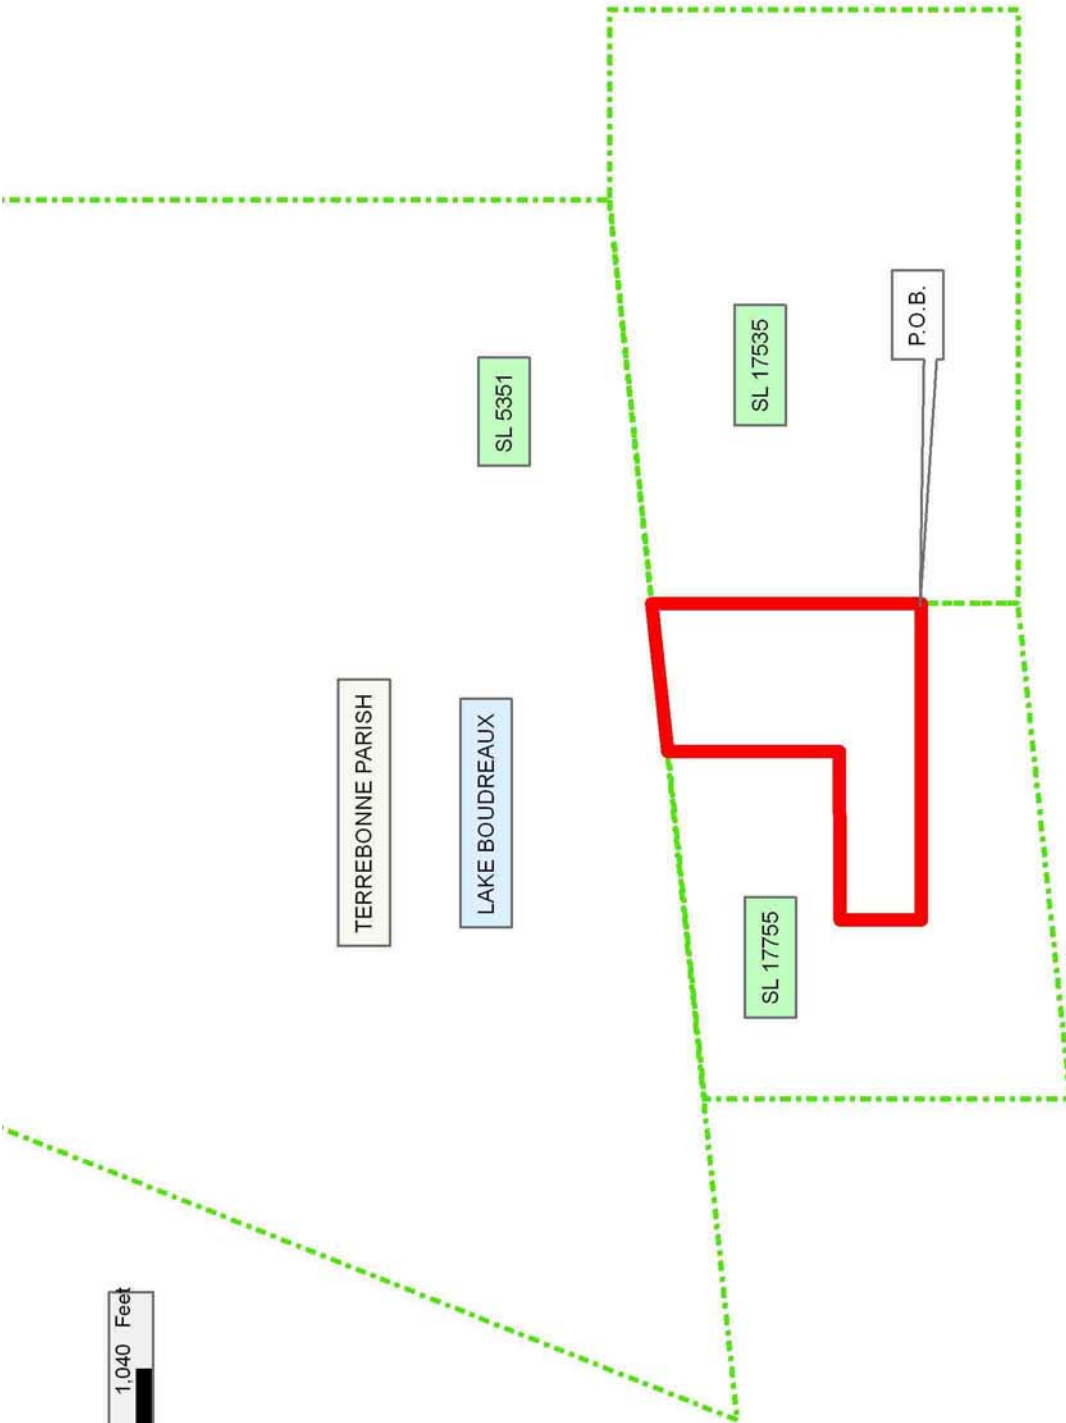 TERREBONNE PARISH
LAKE BOUDREAUX
SL 5351
SL 17755
SL 17535
P.O.B.
1,040 Feet